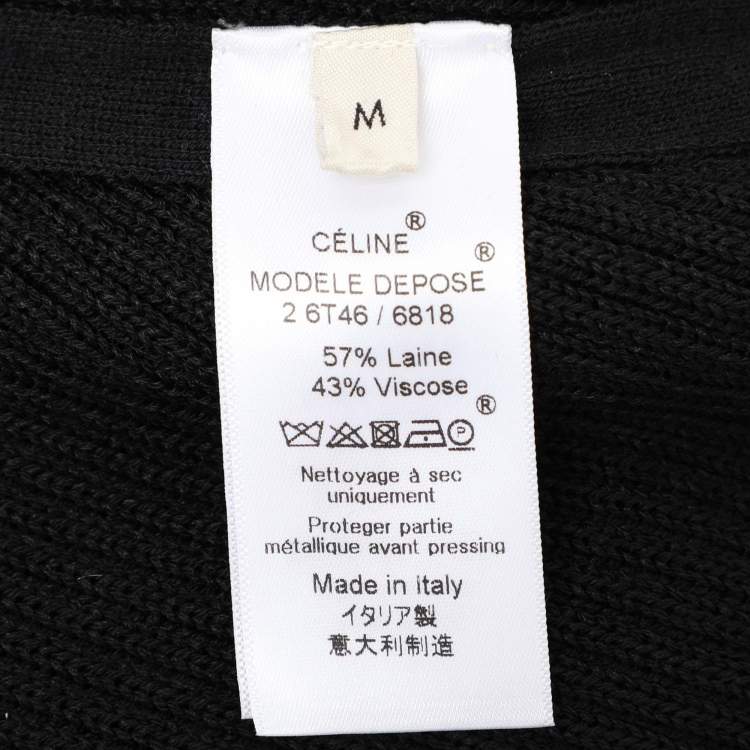 M
CÉLINE®
MODELE DEPOSE®
2 6T46 / 6818
57% Laine
43% Viscose
®
P
Nettoyage à sec
uniquement
Proteger partie
métallique avant pressing
Made in Italy
イタリア製
意大利制造